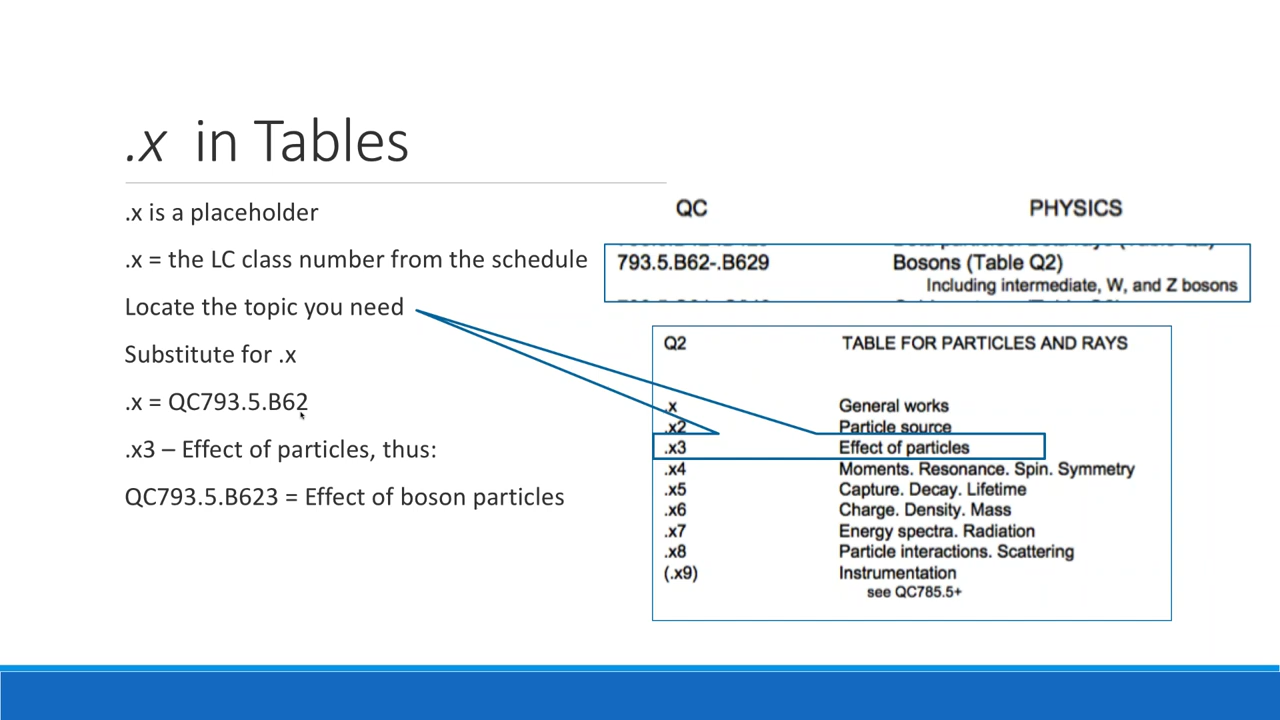 .x in Tables
.x is a placeholder
.x = the LC class number from the schedule
Locate the topic you need
Substitute for .x
.x = QC793.5.B62
.x3 – Effect of particles, thus:
QC793.5.B623 = Effect of boson particles
QC PHYSICS
793.5.B62-.B629 Bosons (Table Q2)
Including intermediate, W, and Z bosons
Q2 TABLE FOR PARTICLES AND RAYS
.x General works
.x2 Particle source
.x3 Effect of particles
.x4 Moments. Resonance. Spin. Symmetry
.x5 Capture. Decay. Lifetime
.x6 Charge. Density. Mass
.x7 Energy spectra. Radiation
.x8 Particle interactions. Scattering
(.x9) Instrumentation
see QC785.5+